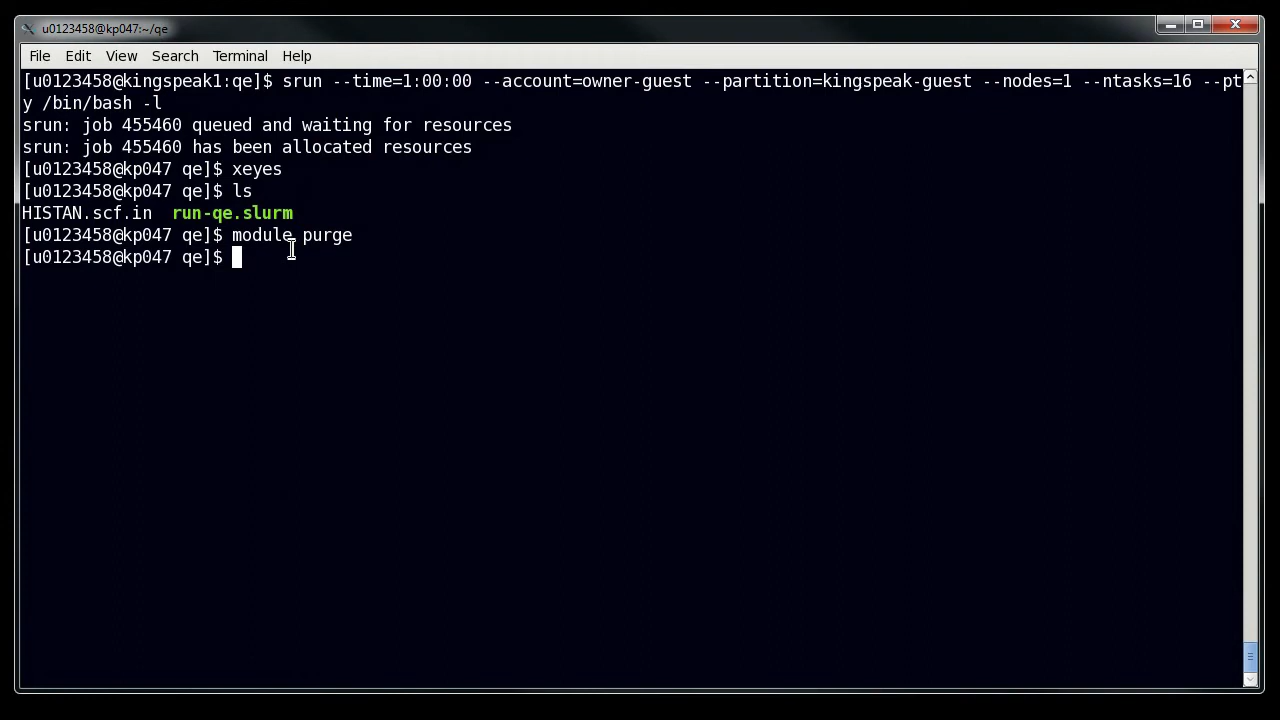 u0123458@kp047:~/qe
File Edit View Search Terminal Help
[u0123458@kingspeak1:qe]$ srun --time=1:00:00 --account=owner-guest --partition=kingspeak-guest --nodes=1 --ntasks=16 --pt
y /bin/bash -l
srun: job 455460 queued and waiting for resources
srun: job 455460 has been allocated resources
[u0123458@kp047 qe]$ xeyes
[u0123458@kp047 qe]$ ls
HISTAN.scf.in  run-qe.slurm
[u0123458@kp047 qe]$ module purge
[u0123458@kp047 qe]$